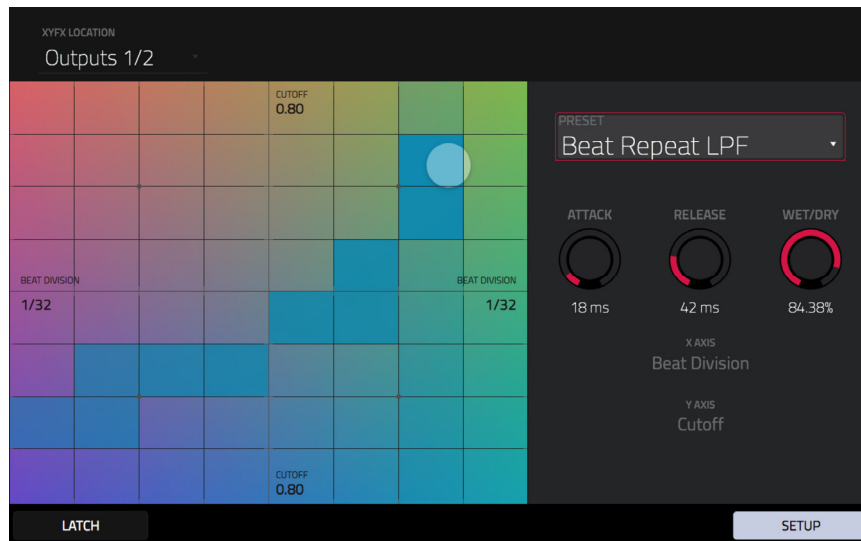 XYFX LOCATION
Outputs 1/2
CUTOFF
0.80
PRESET
Beat Repeat LPF
ATTACK
RELEASE
WET/DRY
BEAT DIVISION
1/32
BEAT DIVISION
1/32
18 ms
42 ms
84.38%
X AXIS
Beat Division
Y AXIS
Cutoff
CUTOFF
0.80
LATCH
SETUP